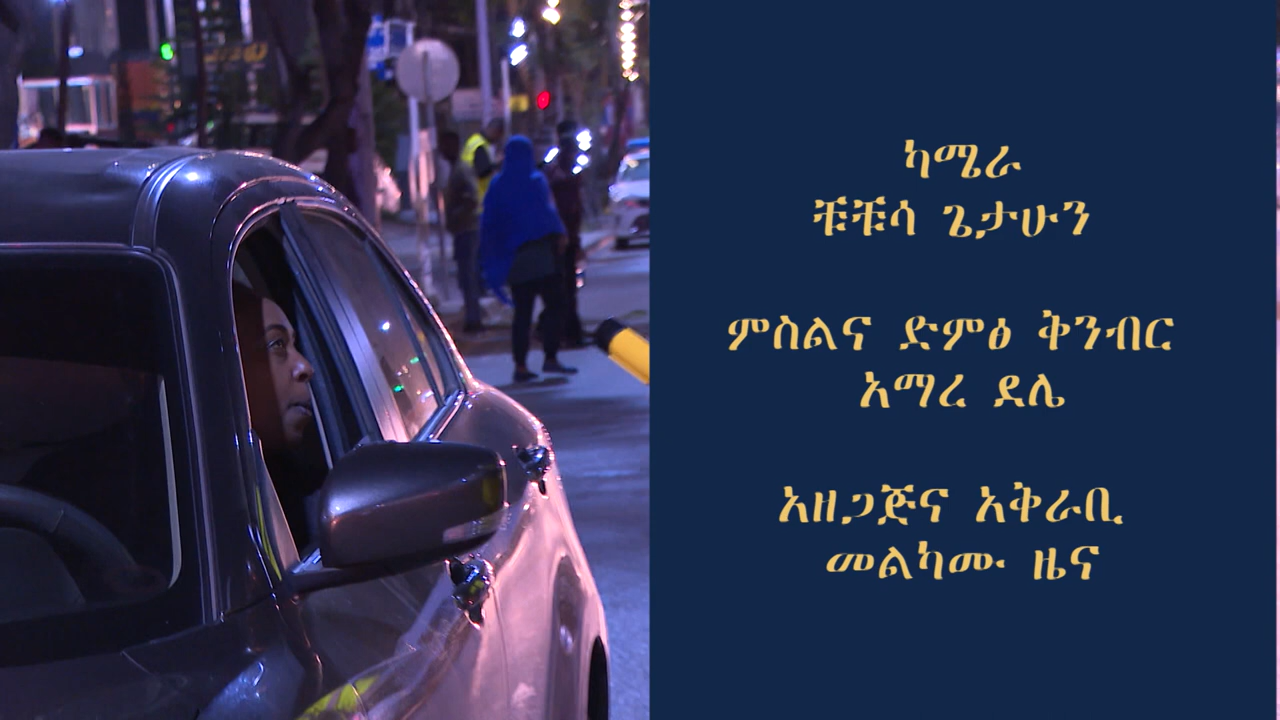 ካሜራ
ቹቹሳ ጌታሁን
ምስልና ድምፅ ቅንብር
አማረ ደሌ
አዘጋጅና አቅራቢ
መልካሙ ዜና